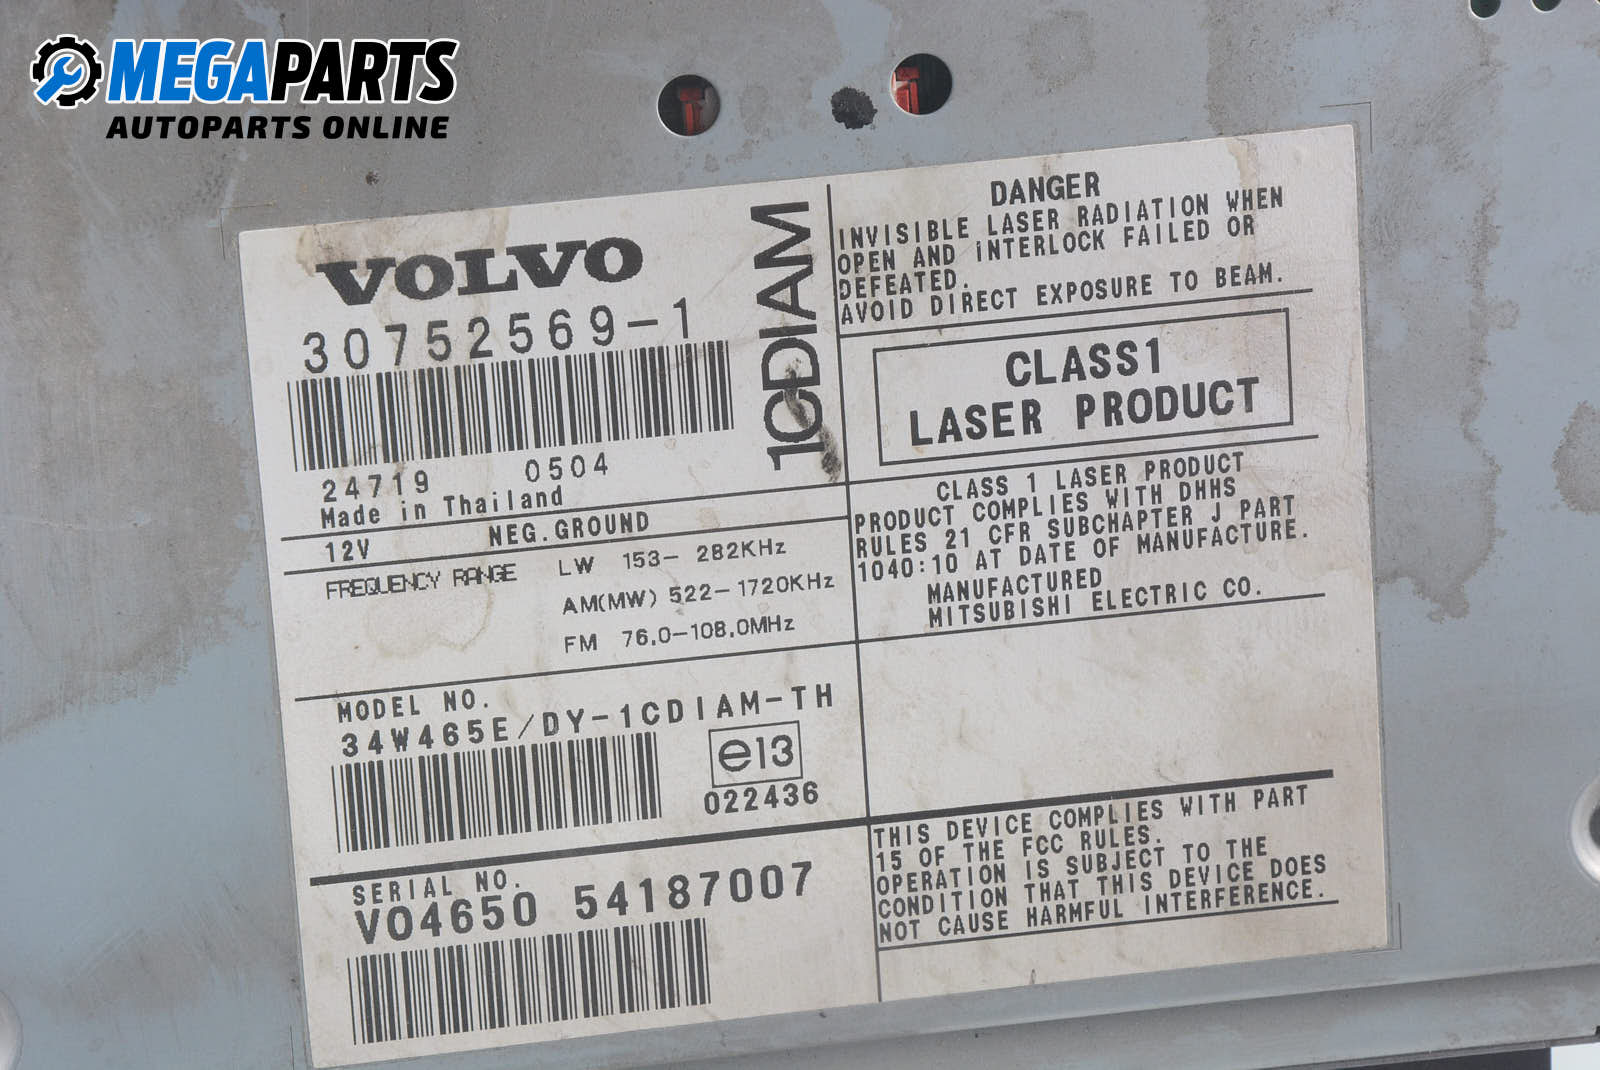 MEGAPARTS
AUTOPARTS ONLINE
VOLVO
30752569-1
24719 0504
Made in Thailand
12V NEG.GROUND
FREQUENCY RANGE LW 153- 282KHz
AM(MW) 522-1720KHz
FM 76.0-108.0MHz
MODEL NO.
34W465E/DY-1CDIAM-TH
e13
022436
SERIAL NO.
V04650 54187007
1CDIAM
DANGER
INVISIBLE LASER RADIATION WHEN
OPEN AND INTERLOCK FAILED OR
DEFEATED.
AVOID DIRECT EXPOSURE TO BEAM.
CLASS1
LASER PRODUCT
CLASS 1 LASER PRODUCT
PRODUCT COMPLIES WITH DHHS
RULES 21 CFR SUBCHAPTER J PART
1040:10 AT DATE OF MANUFACTURE.
MANUFACTURED
MITSUBISHI ELECTRIC CO.
THIS DEVICE COMPLIES WITH PART
15 OF THE FCC RULES.
OPERATION IS SUBJECT TO THE
CONDITION THAT THIS DEVICE DOES
NOT CAUSE HARMFUL INTERFERENCE.